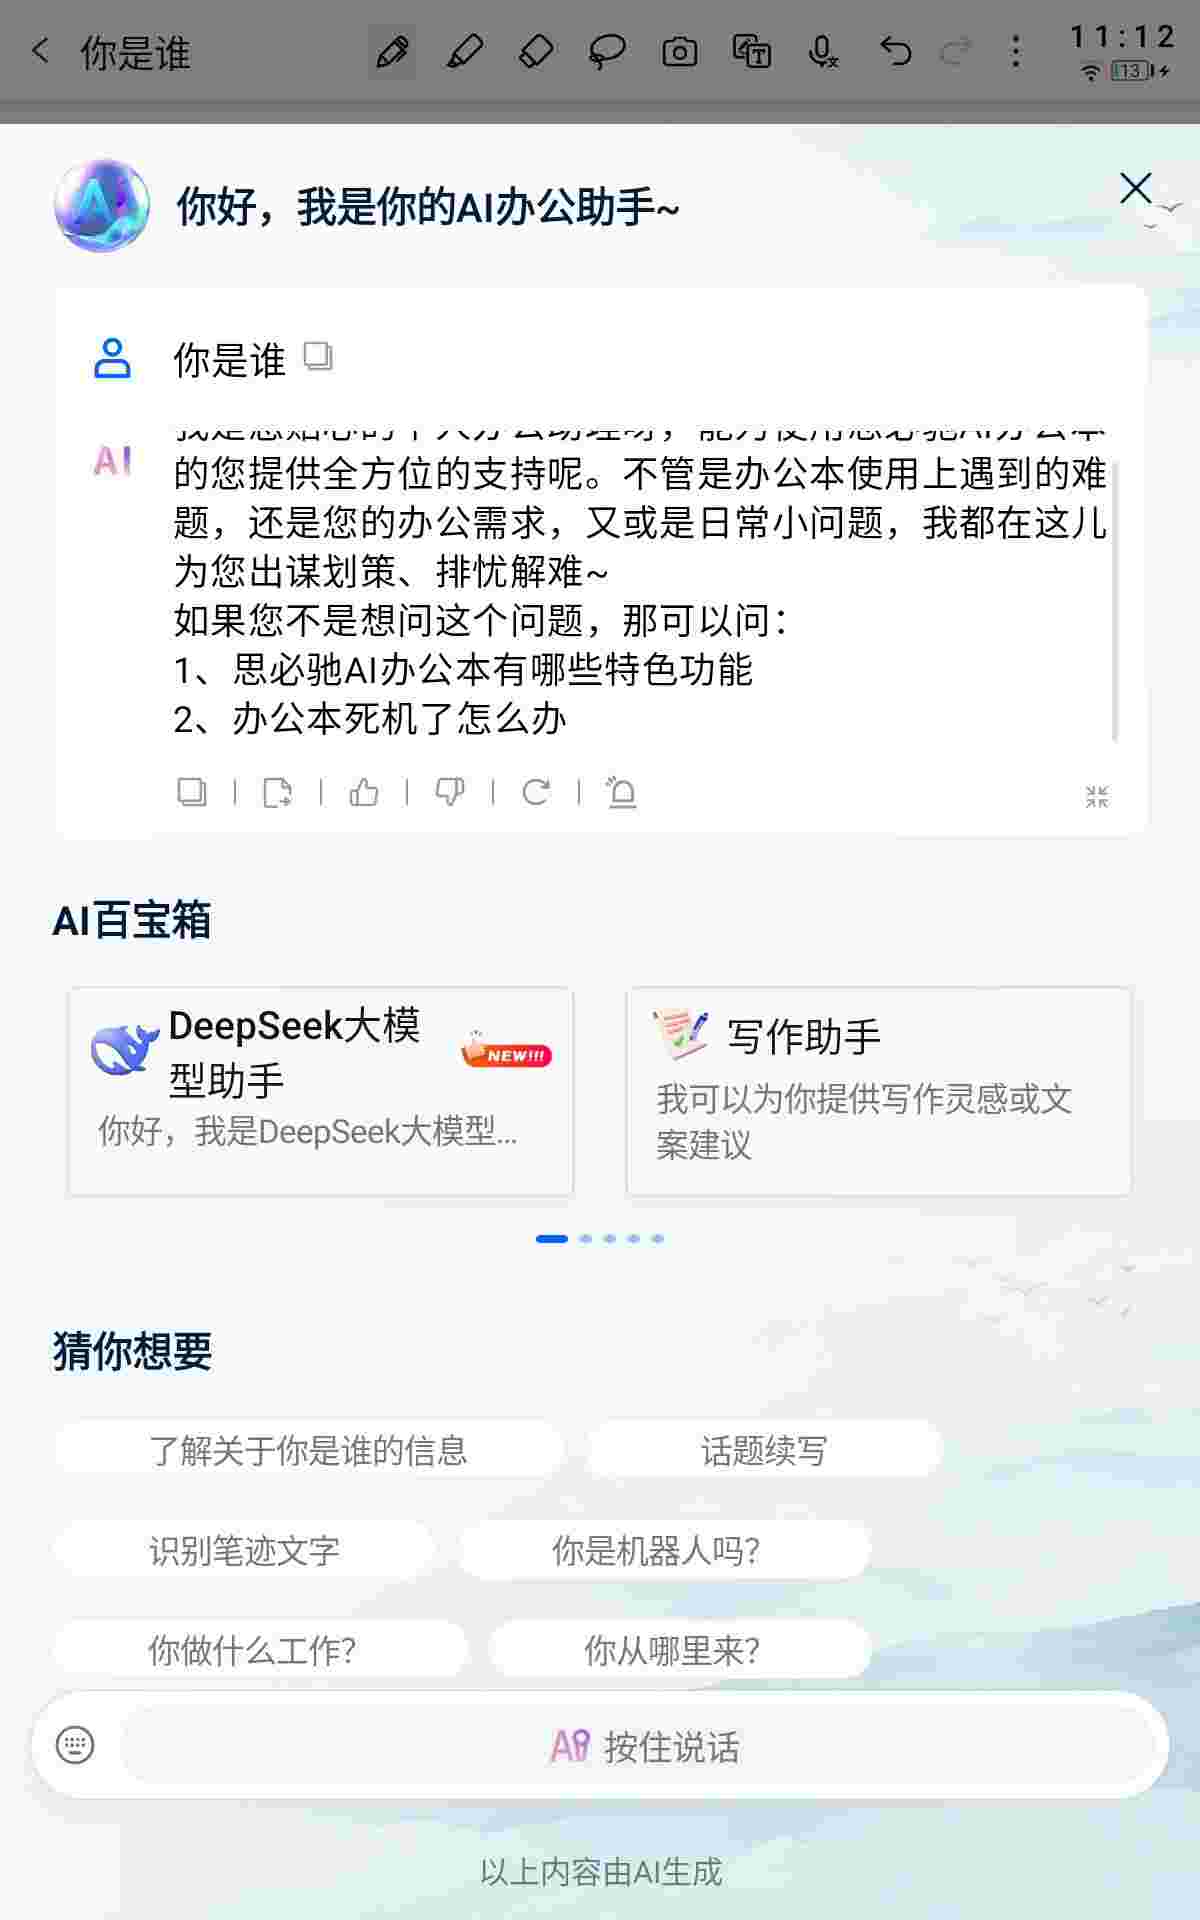 你是谁
11:12
13
你好，我是你的AI办公助手~
你是谁
AI
的您提供全方位的支持呢。不管是办公本使用上遇到的难
题，还是您的办公需求，又或是日常小问题，我都在这儿
为您出谋划策、排忧解难~
如果您不是想问这个问题，那可以问：
1、思必驰AI办公本有哪些特色功能
2、办公本死机了怎么办
AI百宝箱
DeepSeek大模
型助手
NEW!!!
你好，我是DeepSeek大模型...
写作助手
我可以为你提供写作灵感或文
案建议
猜你想要
了解关于你是谁的信息
话题续写
识别笔迹文字
你是机器人吗？
你做什么工作？
你从哪里来？
按住说话
以上内容由AI生成